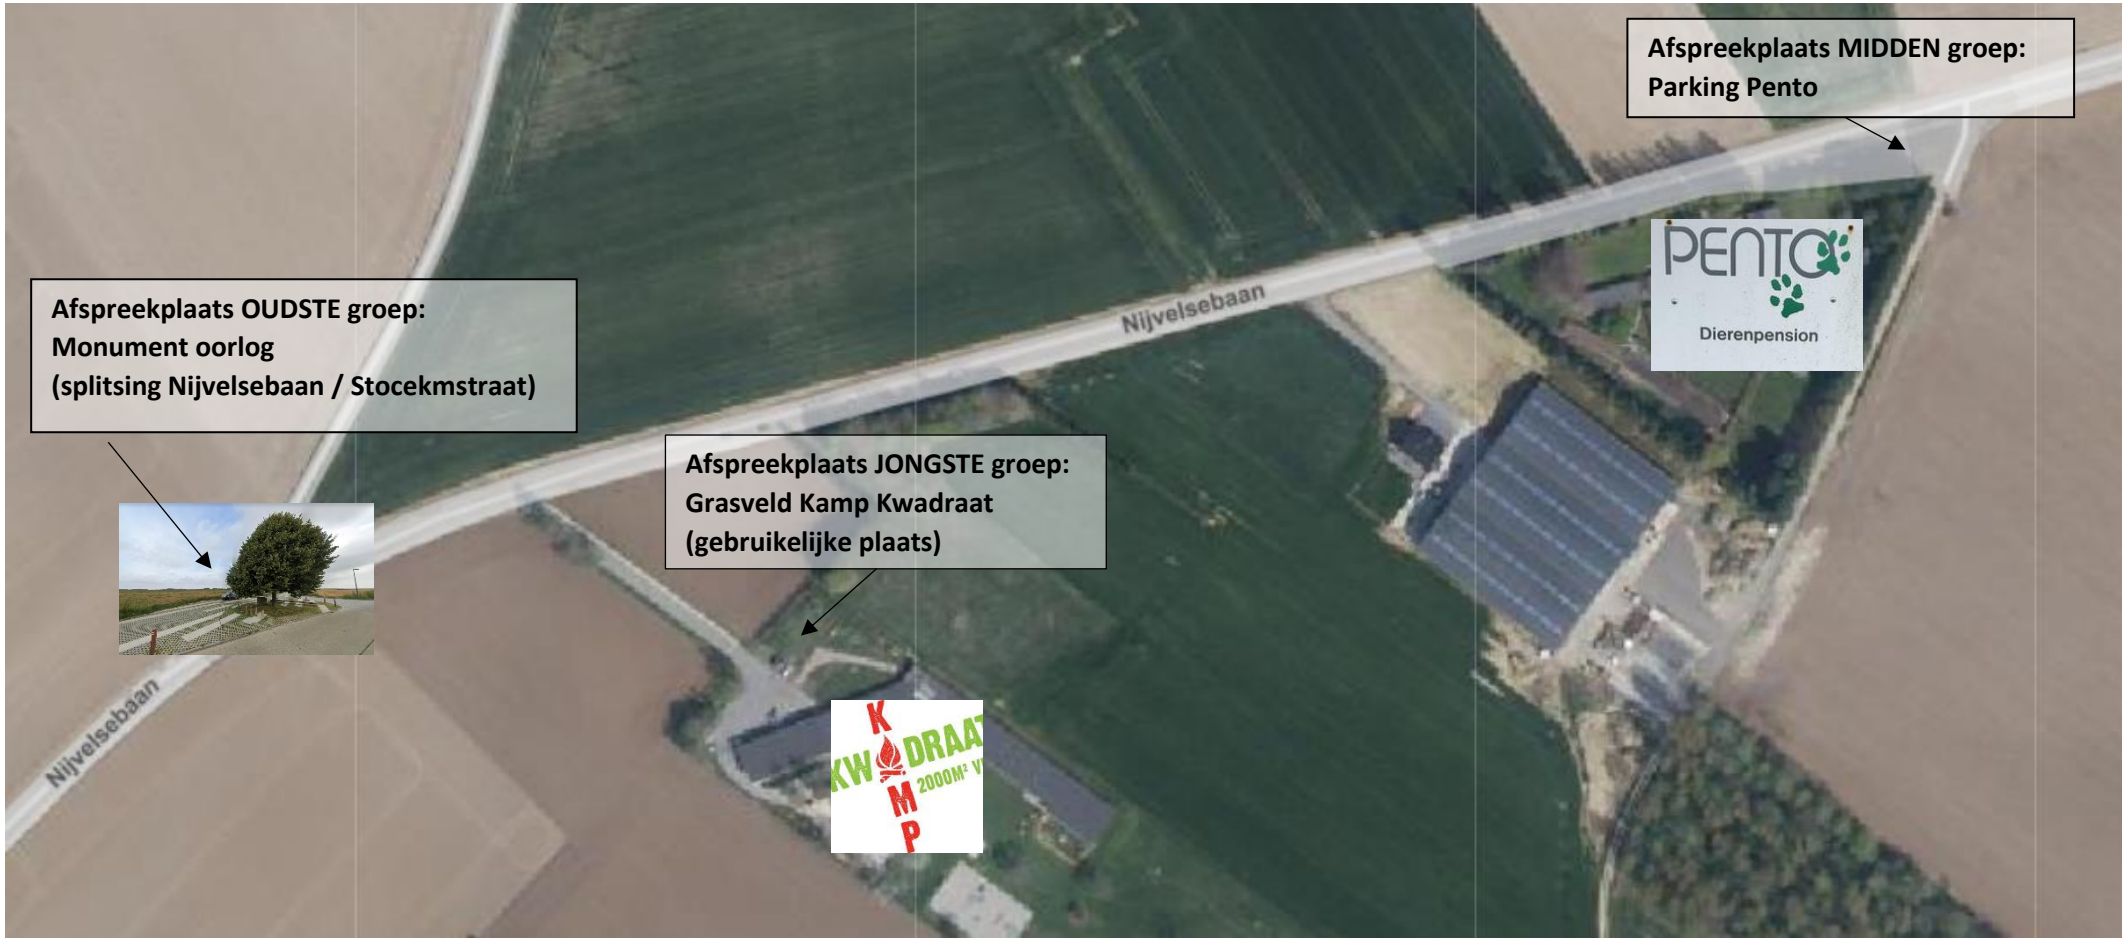 Afspreekplaats MIDDEN groep:
Parking Pento
PENTO
Dierenpension
Nijvelsebaan
Afspreekplaats OUDSTE groep:
Monument oorlog
(splitsing Nijvelsebaan / Stocekmstraat)
Afspreekplaats JONGSTE groep:
Grasveld Kamp Kwadraat
(gebruikelijke plaats)
Nijvelsebaan
KAMP
KWADRAAT
2000M² V